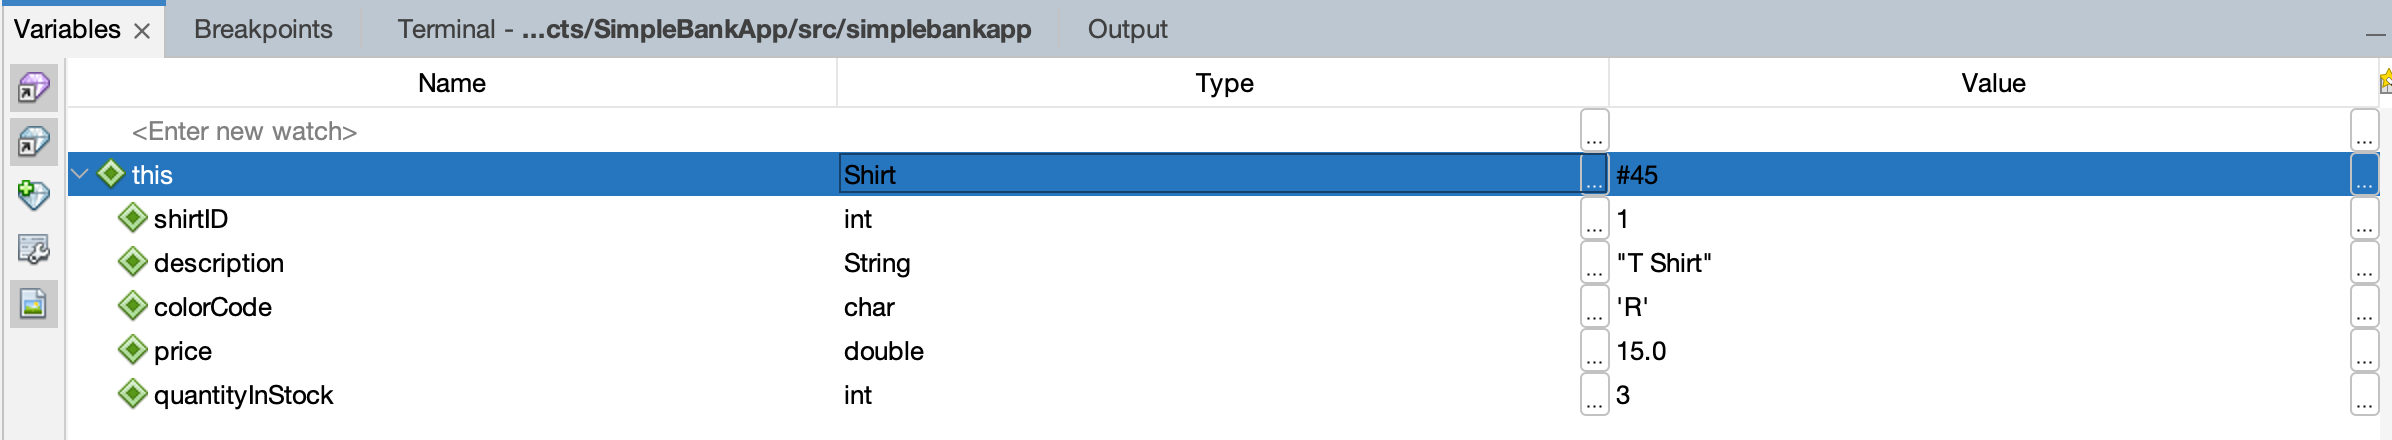 Variables Breakpoints Terminal - ...cts/SimpleBankApp/src/simplebankapp Output
Name Type Value
<Enter new watch> ... ...
this Shirt ... #45 ...
shirtID int ... 1 ...
description String ... "T Shirt" ...
colorCode char ... 'R' ...
price double ... 15.0 ...
quantityInStock int ... 3 ...